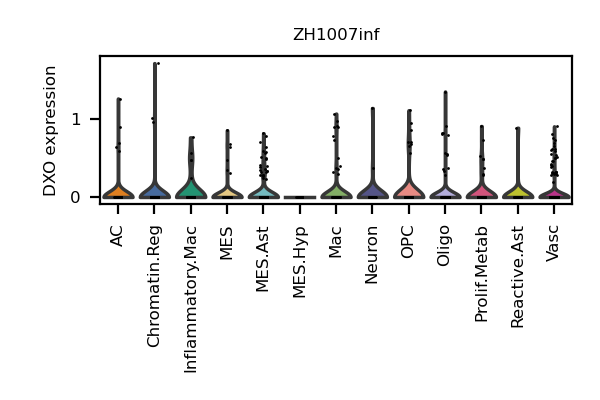 ZH1007inf
DXO expression
1
0
AC
Chromatin.Reg
Inflammatory.Mac
MES
MES.Ast
MES.Hyp
Mac
Neuron
OPC
Oligo
Prolif.Metab
Reactive.Ast
Vasc